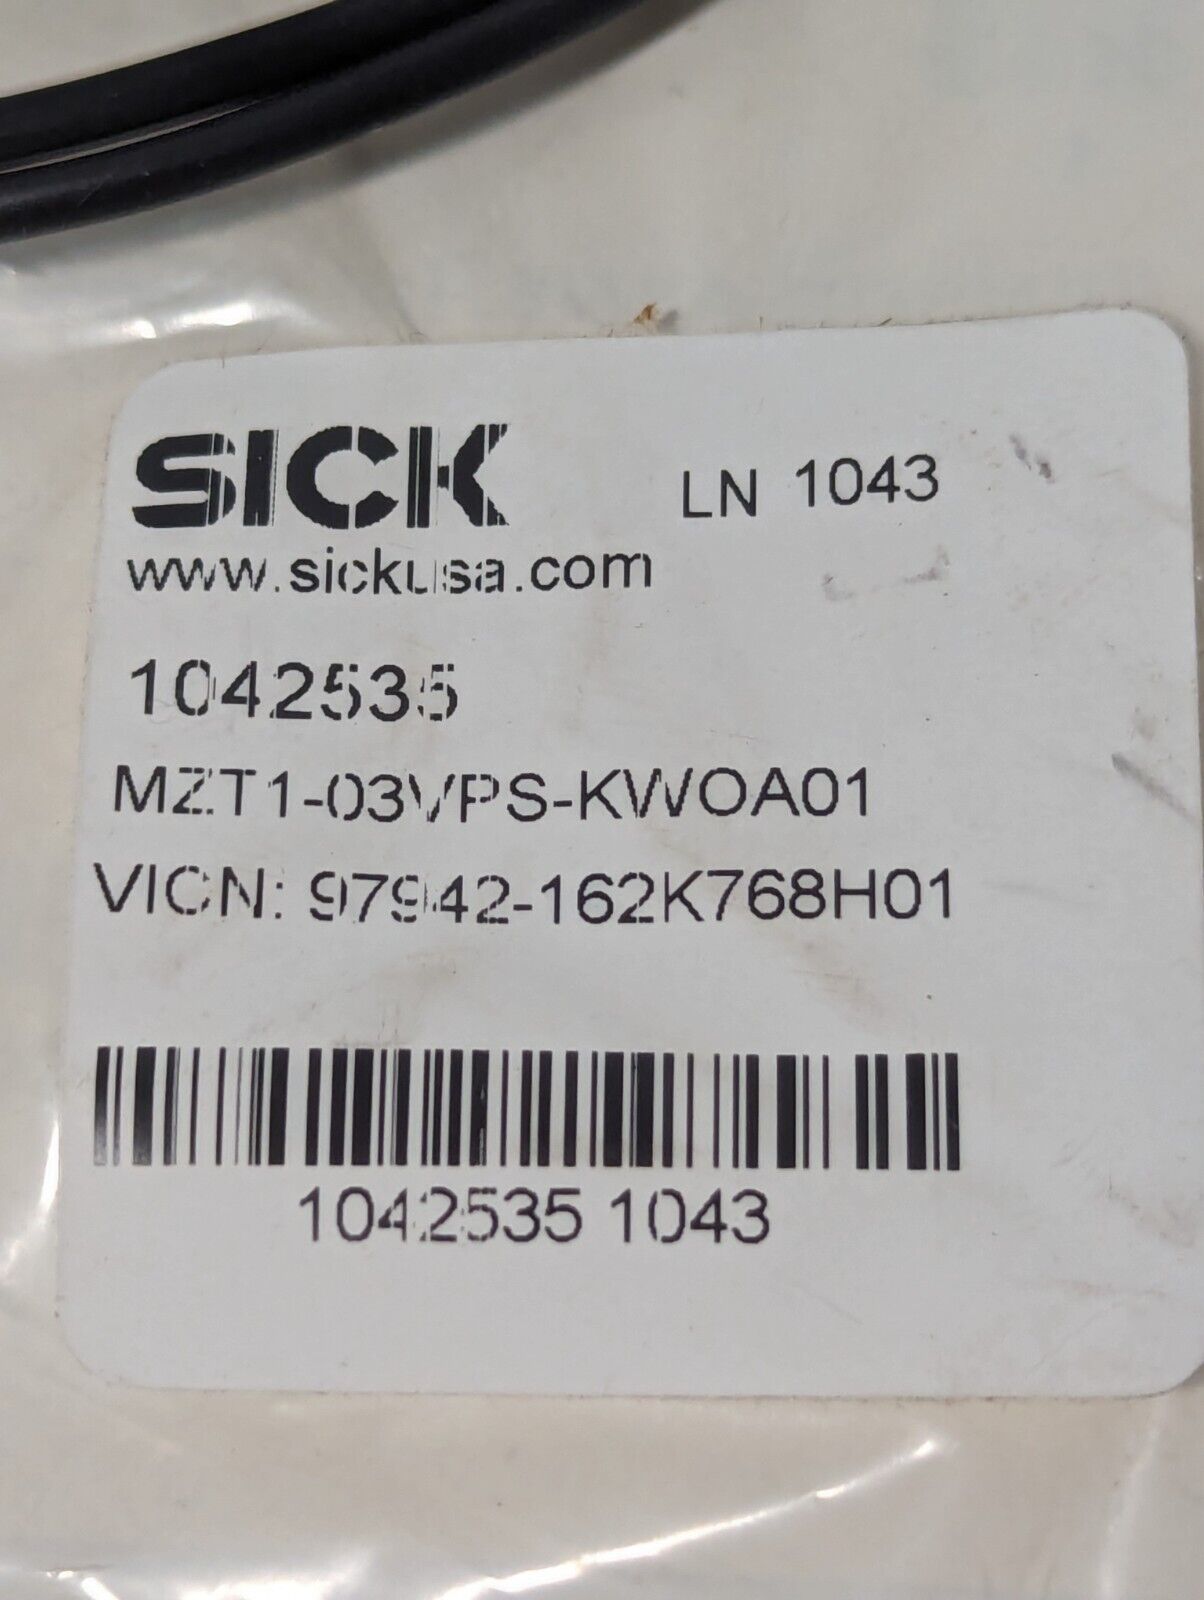 SICK
LN 1043
www.sickusa.com
1042535
MZT1-03VPS-KWOA01
VICN: 97942-162K768H01
1042535 1043